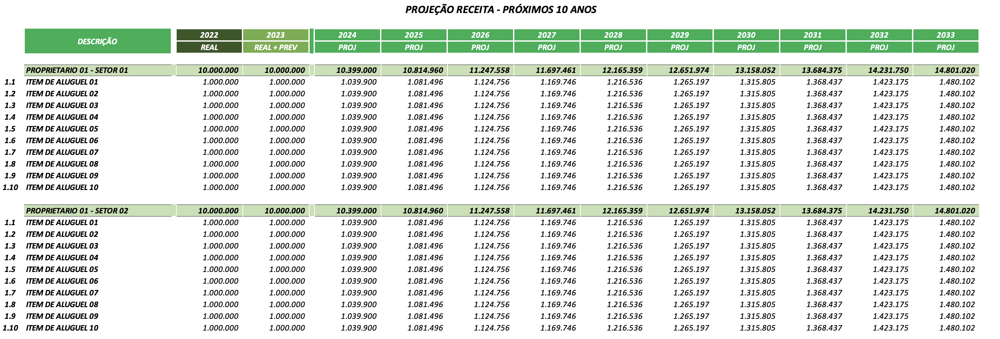 PROJEÇÃO RECEITA - PRÓXIMOS 10 ANOS
DESCRIÇÃO 2022 2023 2024 2025 2026 2027 2028 2029 2030 2031 2032 2033
REAL REAL + PREV PROJ PROJ PROJ PROJ PROJ PROJ PROJ PROJ PROJ PROJ
PROPRIETARIO 01 - SETOR 01 10.000.000 10.000.000 10.399.000 10.814.960 11.247.558 11.697.461 12.165.359 12.651.974 13.158.052 13.684.375 14.231.750 14.801.020
1.1 ITEM DE ALUGUEL 01 1.000.000 1.000.000 1.039.900 1.081.496 1.124.756 1.169.746 1.216.536 1.265.197 1.315.805 1.368.437 1.423.175 1.480.102
1.2 ITEM DE ALUGUEL 02 1.000.000 1.000.000 1.039.900 1.081.496 1.124.756 1.169.746 1.216.536 1.265.197 1.315.805 1.368.437 1.423.175 1.480.102
1.3 ITEM DE ALUGUEL 03 1.000.000 1.000.000 1.039.900 1.081.496 1.124.756 1.169.746 1.216.536 1.265.197 1.315.805 1.368.437 1.423.175 1.480.102
1.4 ITEM DE ALUGUEL 04 1.000.000 1.000.000 1.039.900 1.081.496 1.124.756 1.169.746 1.216.536 1.265.197 1.315.805 1.368.437 1.423.175 1.480.102
1.5 ITEM DE ALUGUEL 05 1.000.000 1.000.000 1.039.900 1.081.496 1.124.756 1.169.746 1.216.536 1.265.197 1.315.805 1.368.437 1.423.175 1.480.102
1.6 ITEM DE ALUGUEL 06 1.000.000 1.000.000 1.039.900 1.081.496 1.124.756 1.169.746 1.216.536 1.265.197 1.315.805 1.368.437 1.423.175 1.480.102
1.7 ITEM DE ALUGUEL 07 1.000.000 1.000.000 1.039.900 1.081.496 1.124.756 1.169.746 1.216.536 1.265.197 1.315.805 1.368.437 1.423.175 1.480.102
1.8 ITEM DE ALUGUEL 08 1.000.000 1.000.000 1.039.900 1.081.496 1.124.756 1.169.746 1.216.536 1.265.197 1.315.805 1.368.437 1.423.175 1.480.102
1.9 ITEM DE ALUGUEL 09 1.000.000 1.000.000 1.039.900 1.081.496 1.124.756 1.169.746 1.216.536 1.265.197 1.315.805 1.368.437 1.423.175 1.480.102
1.10 ITEM DE ALUGUEL 10 1.000.000 1.000.000 1.039.900 1.081.496 1.124.756 1.169.746 1.216.536 1.265.197 1.315.805 1.368.437 1.423.175 1.480.102
PROPRIETARIO 01 - SETOR 02 10.000.000 10.000.000 10.399.000 10.814.960 11.247.558 11.697.461 12.165.359 12.651.974 13.158.052 13.684.375 14.231.750 14.801.020
1.1 ITEM DE ALUGUEL 01 1.000.000 1.000.000 1.039.900 1.081.496 1.124.756 1.169.746 1.216.536 1.265.197 1.315.805 1.368.437 1.423.175 1.480.102
1.2 ITEM DE ALUGUEL 02 1.000.000 1.000.000 1.039.900 1.081.496 1.124.756 1.169.746 1.216.536 1.265.197 1.315.805 1.368.437 1.423.175 1.480.102
1.3 ITEM DE ALUGUEL 03 1.000.000 1.000.000 1.039.900 1.081.496 1.124.756 1.169.746 1.216.536 1.265.197 1.315.805 1.368.437 1.423.175 1.480.102
1.4 ITEM DE ALUGUEL 04 1.000.000 1.000.000 1.039.900 1.081.496 1.124.756 1.169.746 1.216.536 1.265.197 1.315.805 1.368.437 1.423.175 1.480.102
1.5 ITEM DE ALUGUEL 05 1.000.000 1.000.000 1.039.900 1.081.496 1.124.756 1.169.746 1.216.536 1.265.197 1.315.805 1.368.437 1.423.175 1.480.102
1.6 ITEM DE ALUGUEL 06 1.000.000 1.000.000 1.039.900 1.081.496 1.124.756 1.169.746 1.216.536 1.265.197 1.315.805 1.368.437 1.423.175 1.480.102
1.7 ITEM DE ALUGUEL 07 1.000.000 1.000.000 1.039.900 1.081.496 1.124.756 1.169.746 1.216.536 1.265.197 1.315.805 1.368.437 1.423.175 1.480.102
1.8 ITEM DE ALUGUEL 08 1.000.000 1.000.000 1.039.900 1.081.496 1.124.756 1.169.746 1.216.536 1.265.197 1.315.805 1.368.437 1.423.175 1.480.102
1.9 ITEM DE ALUGUEL 09 1.000.000 1.000.000 1.039.900 1.081.496 1.124.756 1.169.746 1.216.536 1.265.197 1.315.805 1.368.437 1.423.175 1.480.102
1.10 ITEM DE ALUGUEL 10 1.000.000 1.000.000 1.039.900 1.081.496 1.124.756 1.169.746 1.216.536 1.265.197 1.315.805 1.368.437 1.423.175 1.480.102